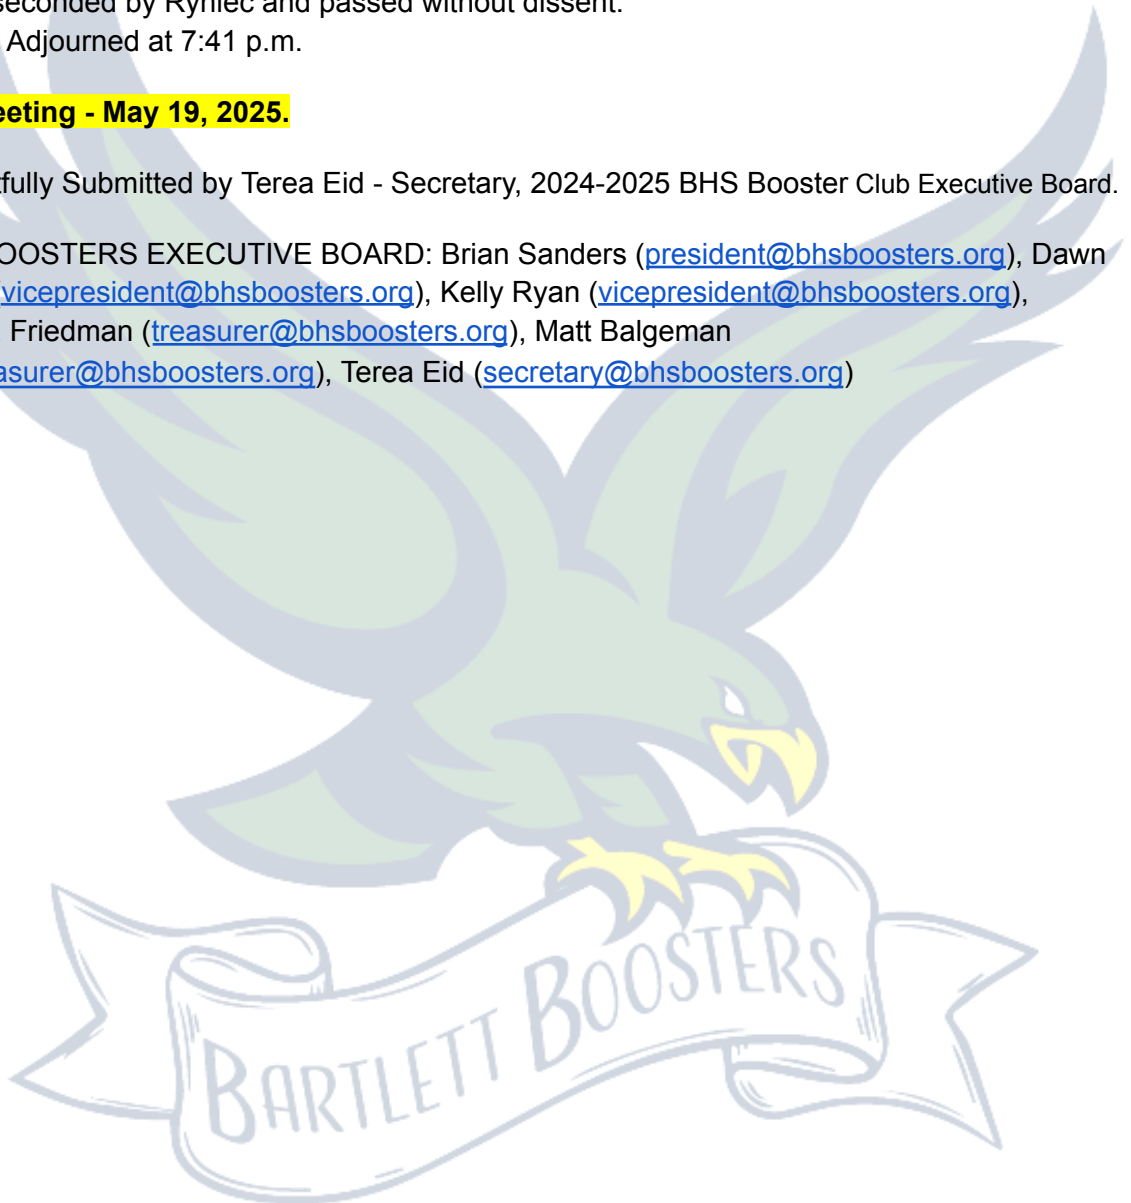 seconded by Ryniec and passed without dissent.
Adjourned at 7:41 p.m.
eeting - May 19, 2025.
tfully Submitted by Terea Eid - Secretary, 2024-2025 BHS Booster Club Executive Board.
OOSTERS EXECUTIVE BOARD: Brian Sanders (president@bhsboosters.org), Dawn
(vicepresident@bhsboosters.org), Kelly Ryan (vicepresident@bhsboosters.org),
Friedman (treasurer@bhsboosters.org), Matt Balgeman
asurer@bhsboosters.org), Terea Eid (secretary@bhsboosters.org)
BARTLETT BOOSTERS